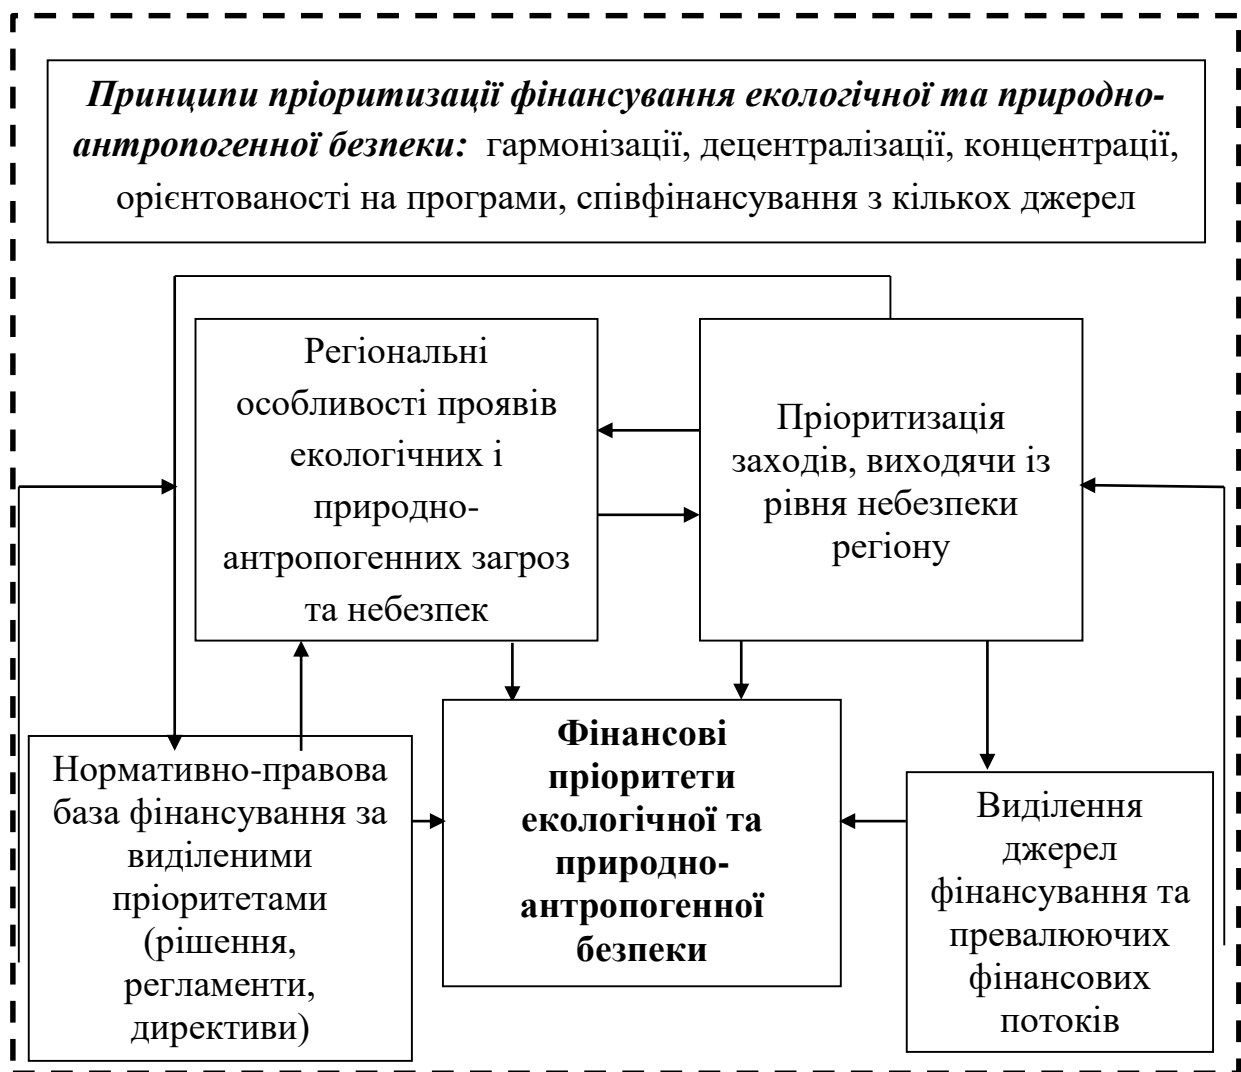 Принципи пріоритизації фінансування екологічної та природно-
антропогенної безпеки: гармонізації, децентралізації, концентрації,
орієнтованості на програми, співфінансування з кількох джерел
Регіональні
особливості проявів
екологічних і
природно-
антропогенних загроз
та небезпек
Пріоритизація
заходів, виходячи із
рівня небезпеки
регіону
Нормативно-правова
база фінансування за
виділеними
пріоритетами
(рішення,
регламенти,
директиви)
Фінансові
пріоритети
екологічної та
природно-
антропогенної
безпеки
Виділення
джерел
фінансування та
превалюючих
фінансових
потоків